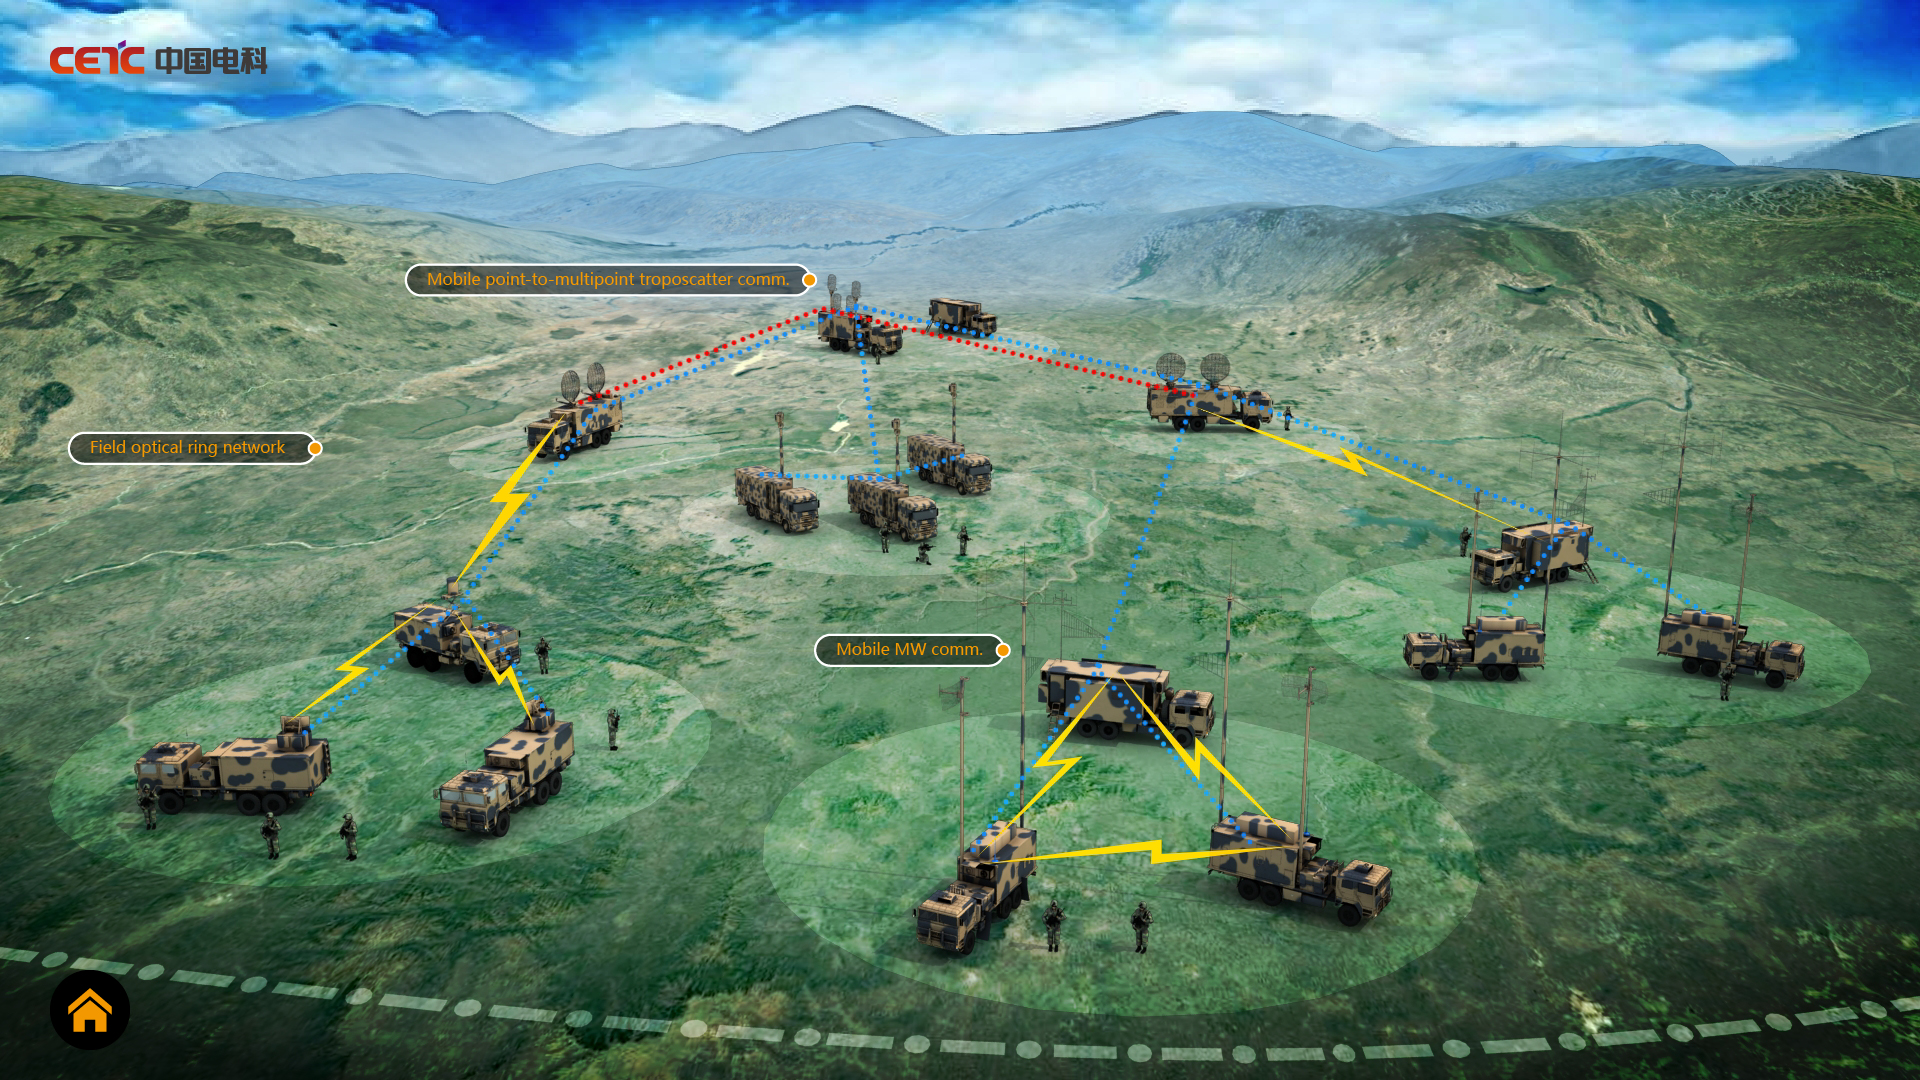 CETC 中国电科
Mobile point-to-multipoint troposcatter comm.
Field optical ring network
Mobile MW comm.